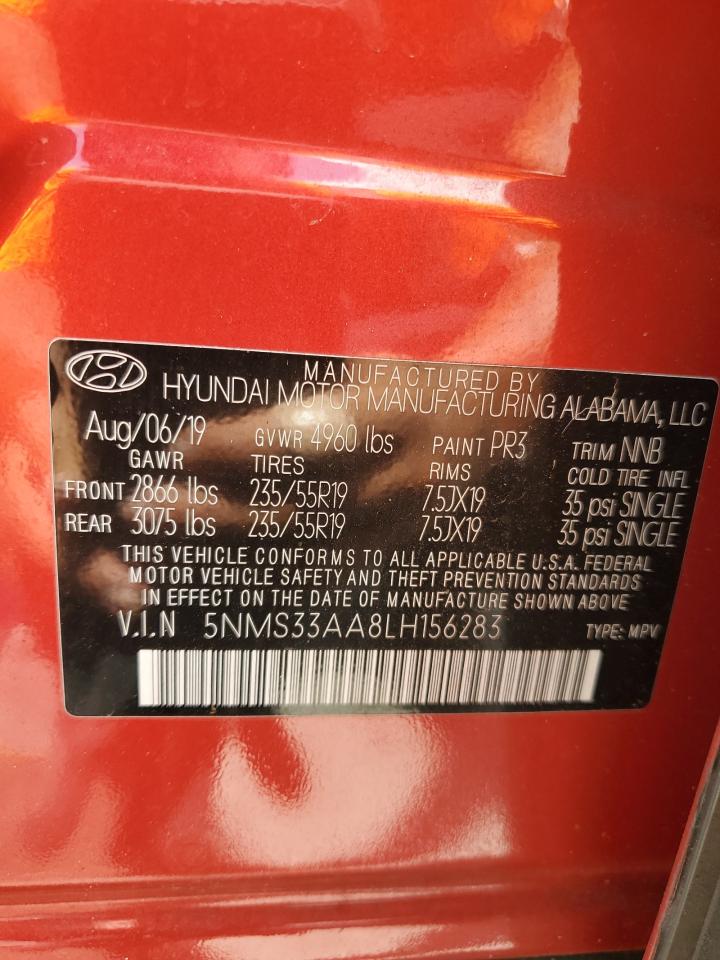 MANUFACTURED BY
HYUNDAI MOTOR MANUFACTURING ALABAMA, LLC
Aug/06/19 GVWR 4960 lbs PAINT PR3 TRIM NNB
GAWR TIRES RIMS COLD TIRE INFL
FRONT 2866 lbs 235/55R19 7.5JX19 35 psi SINGLE
REAR 3075 lbs 235/55R19 7.5JX19 35 psi SINGLE
THIS VEHICLE CONFORMS TO ALL APPLICABLE U.S.A. FEDERAL
MOTOR VEHICLE SAFETY AND THEFT PREVENTION STANDARDS
IN EFFECT ON THE DATE OF MANUFACTURE SHOWN ABOVE
V.I.N 5NMS33AA8LH156283 TYPE: MPV